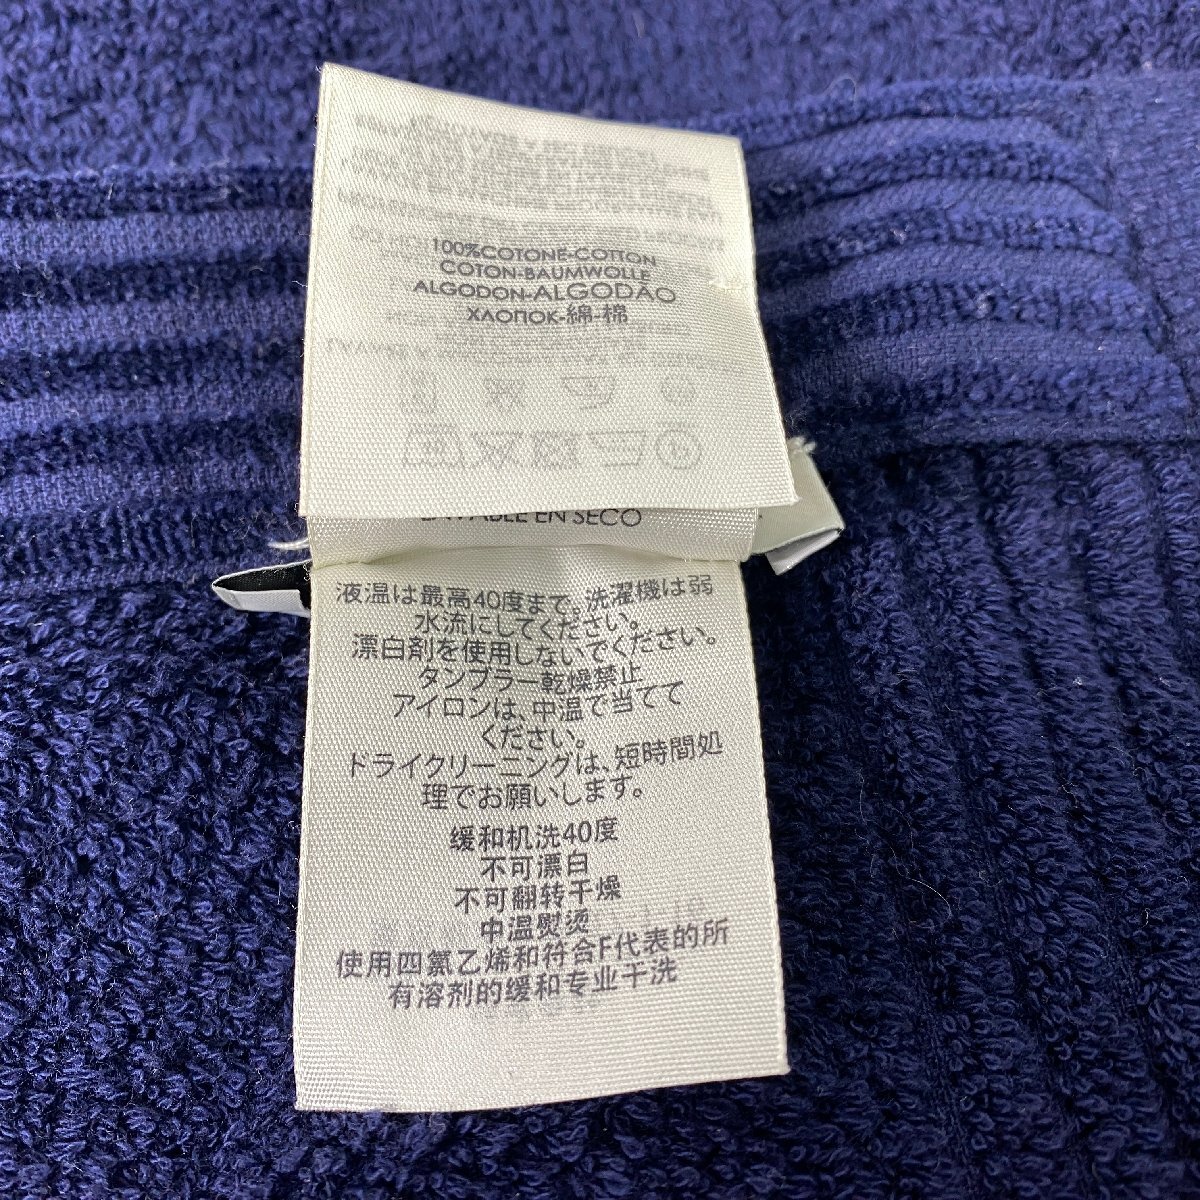 100%COTONE-COTTON
COTON-BAUMWOLLE
ALGODON-ALGODAO
ХЛОПОК-綿-棉
LAVABLE EN SECO
液温は最高40度まで。洗濯機は弱
水流にしてください。
漂白剤を使用しないでください。
タンブラー乾燥禁止
アイロンは、中温で当てて
ください。
ドライクリーニングは、短時間処
理でお願いします。
缓和机洗40度
不可漂白
不可翻转干燥
中温熨烫
使用四氯乙烯和符合F代表的所
有溶剂的缓和专业干洗